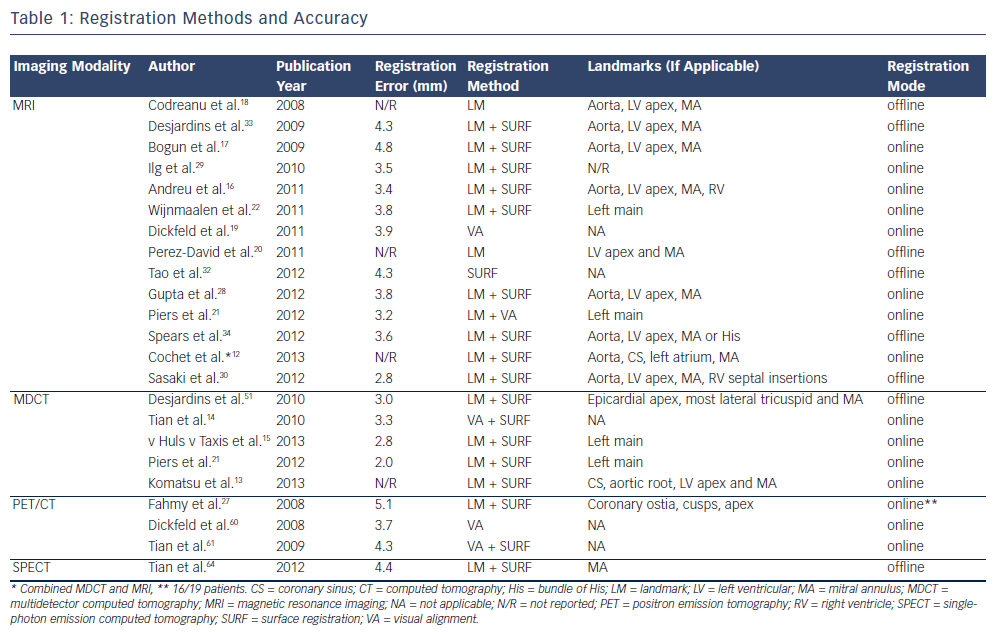 Table 1: Registration Methods and Accuracy
Imaging Modality Author Publication Year Registration Error (mm) Registration Method Landmarks (If Applicable) Registration Mode
MRI Codreanu et al.¹⁸ 2008 N/R LM Aorta, LV apex, MA offline
Desjardins et al.³³ 2009 4.3 LM + SURF Aorta, LV apex, MA offline
Bogun et al.¹⁷ 2009 4.8 LM + SURF Aorta, LV apex, MA online
Ilg et al.²⁹ 2010 3.5 LM + SURF N/R online
Andreu et al.¹⁶ 2011 3.4 LM + SURF Aorta, LV apex, MA, RV online
Wijnmaalen et al.²² 2011 3.8 LM + SURF Left main online
Dickfeld et al.¹⁹ 2011 3.9 VA NA online
Perez-David et al.²⁰ 2011 N/R LM LV apex and MA offline
Tao et al.³² 2012 4.3 SURF NA offline
Gupta et al.²⁸ 2012 3.8 LM + SURF Aorta, LV apex, MA online
Piers et al.²¹ 2012 3.2 LM + VA Left main online
Spears et al.³⁴ 2012 3.6 LM + SURF Aorta, LV apex, MA or His offline
Cochet et al.*¹² 2013 N/R LM + SURF Aorta, CS, left atrium, MA online
Sasaki et al.³⁰ 2012 2.8 LM + SURF Aorta, LV apex, MA, RV septal insertions offline
MDCT Desjardins et al.⁵¹ 2010 3.0 LM + SURF Epicardial apex, most lateral tricuspid and MA offline
Tian et al.¹⁴ 2010 3.3 VA + SURF NA online
v Huls v Taxis et al.¹⁵ 2013 2.8 LM + SURF Left main online
Piers et al.²¹ 2012 2.0 LM + SURF Left main online
Komatsu et al.¹³ 2013 N/R LM + SURF CS, aortic root, LV apex and MA online
PET/CT Fahmy et al.²⁷ 2008 5.1 LM + SURF Coronary ostia, cusps, apex online**
Dickfeld et al.⁶⁰ 2008 3.7 VA NA online
Tian et al.⁶¹ 2009 4.3 VA + SURF NA online
SPECT Tian et al.⁶⁴ 2012 4.4 LM + SURF MA offline
* Combined MDCT and MRI, ** 16/19 patients. CS = coronary sinus; CT = computed tomography; His = bundle of His; LM = landmark; LV = left ventricular; MA = mitral annulus; MDCT =
multidetector computed tomography; MRI = magnetic resonance imaging; NA = not applicable; N/R = not reported; PET = positron emission tomography; RV = right ventricle; SPECT = single-
photon emission computed tomography; SURF = surface registration; VA = visual alignment.